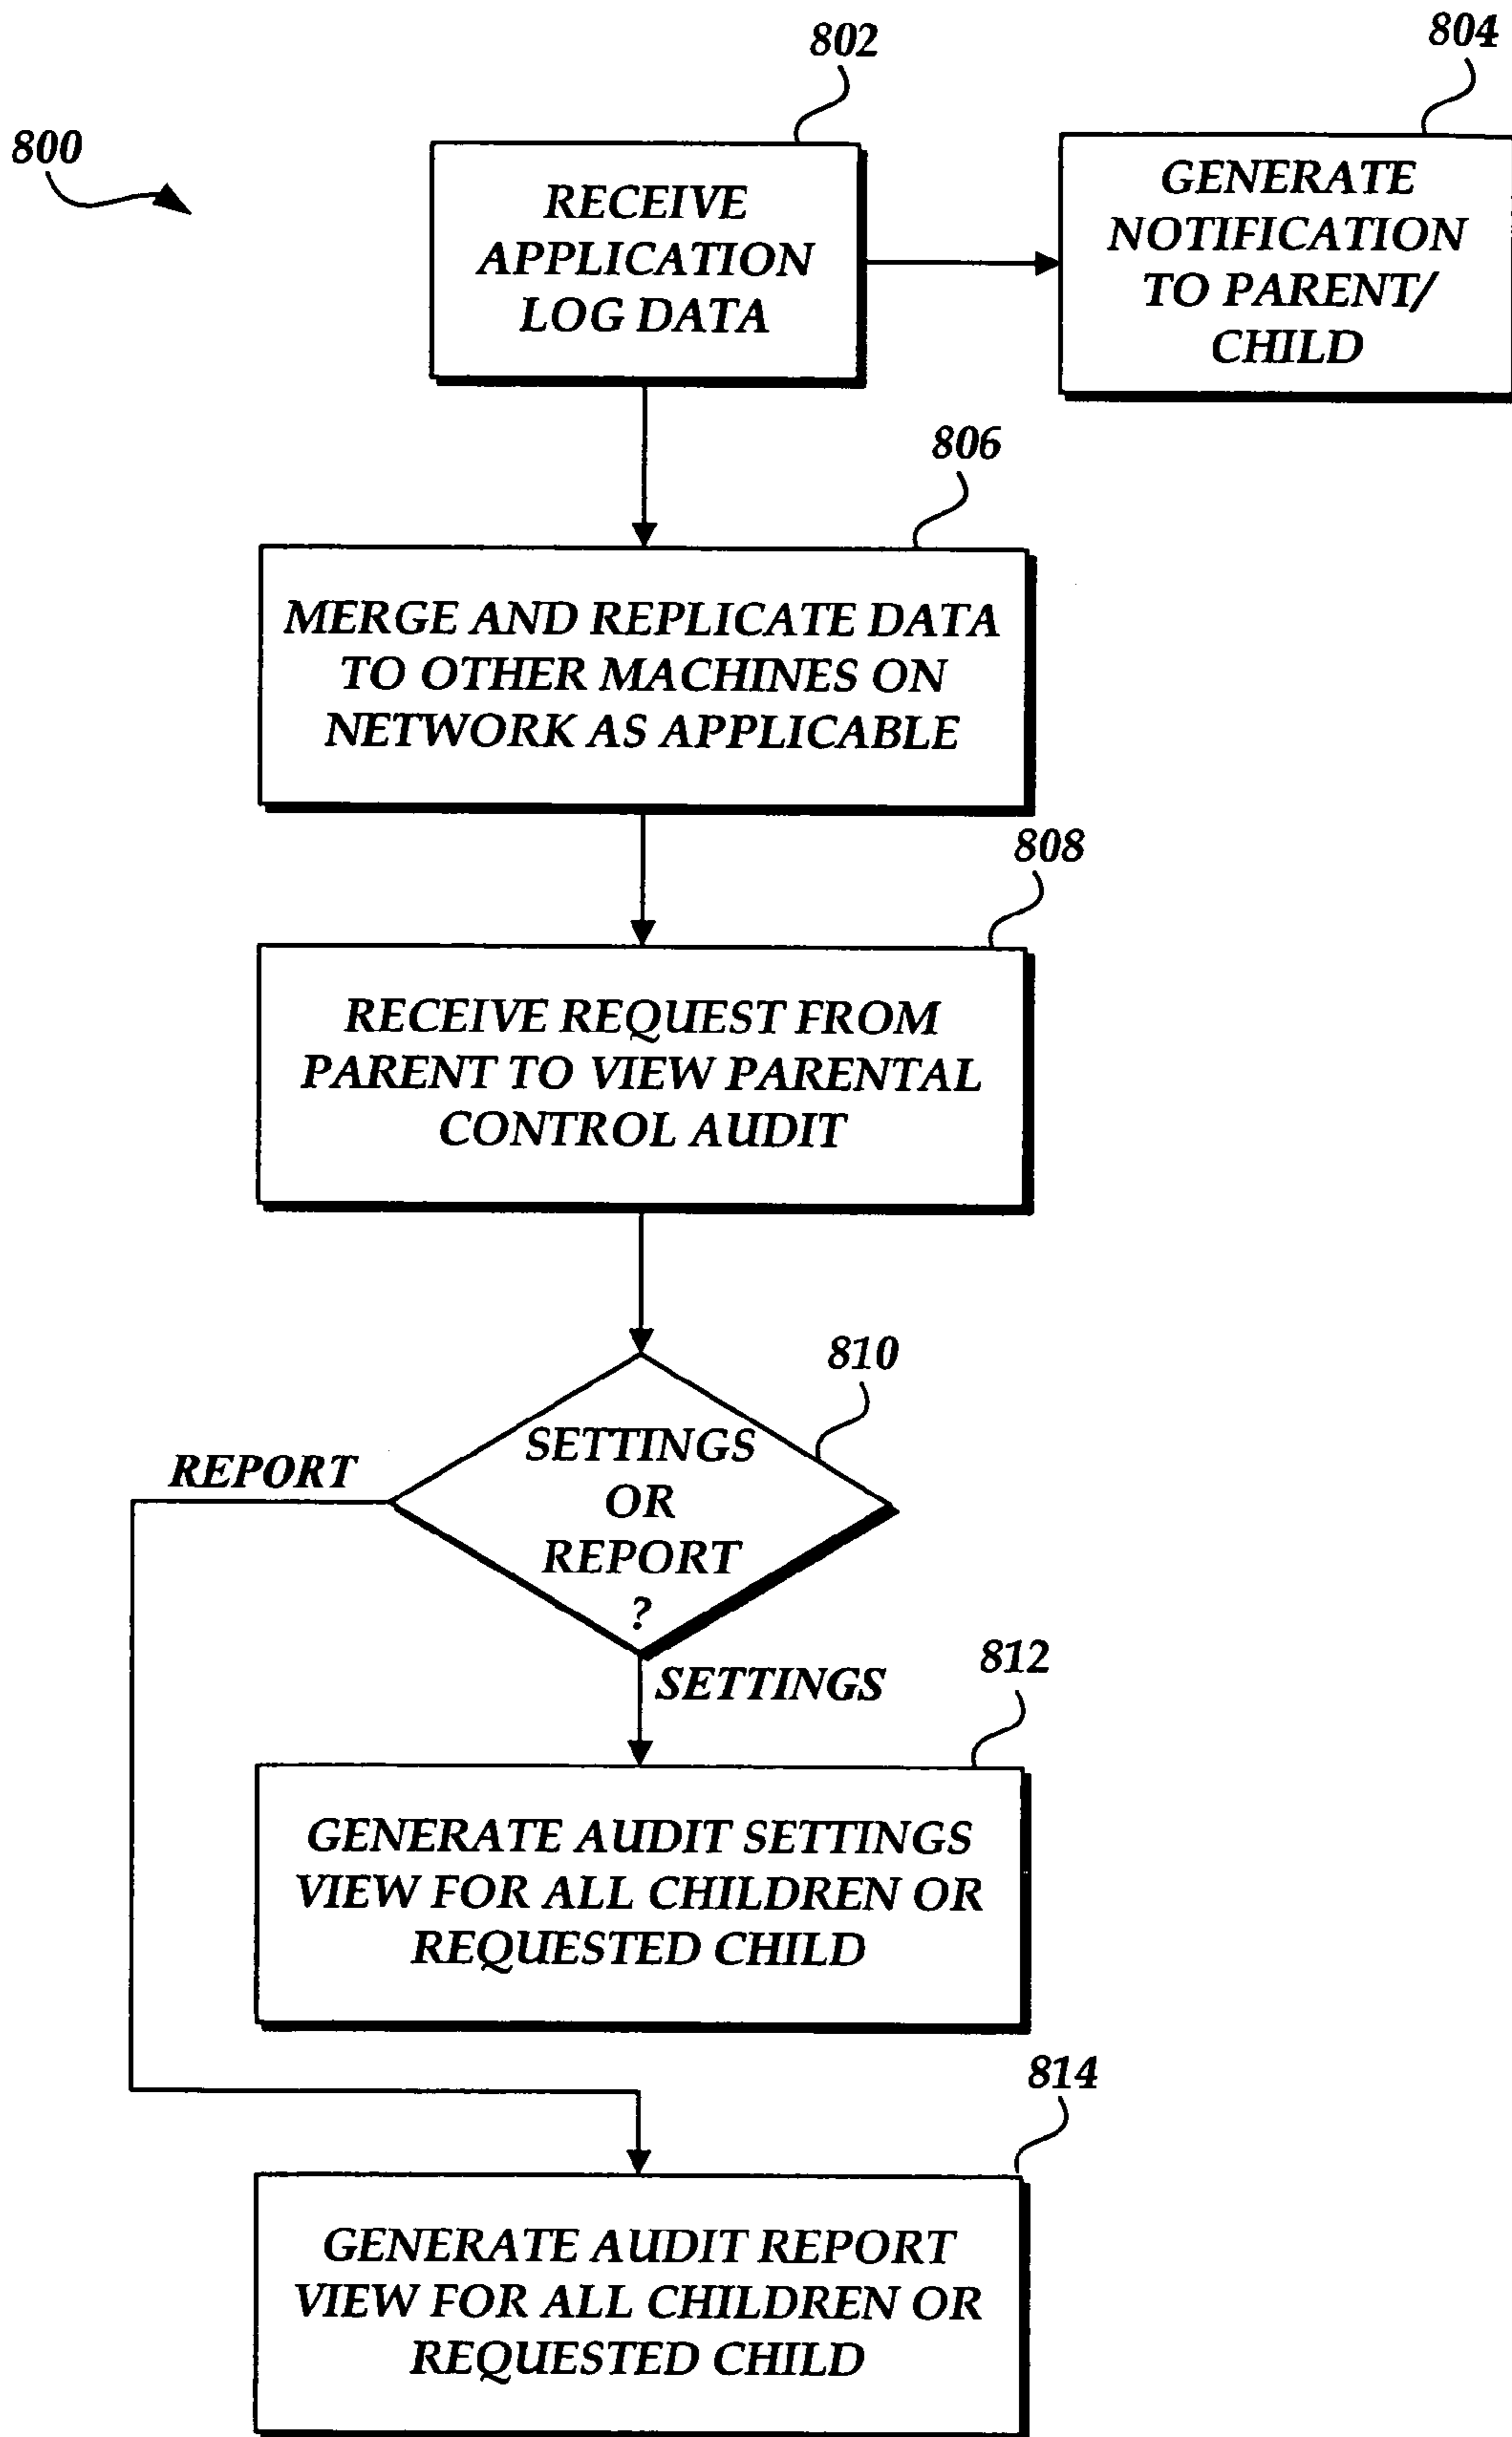 802
804
800
RECEIVE
APPLICATION
LOG DATA
GENERATE
NOTIFICATION
TO PARENT/
CHILD
806
MERGE AND REPLICATE DATA
TO OTHER MACHINES ON
NETWORK AS APPLICABLE
808
RECEIVE REQUEST FROM
PARENT TO VIEW PARENTAL
CONTROL AUDIT
810
SETTINGS
OR
REPORT
?
REPORT
SETTINGS
812
GENERATE AUDIT SETTINGS
VIEW FOR ALL CHILDREN OR
REQUESTED CHILD
814
GENERATE AUDIT REPORT
VIEW FOR ALL CHILDREN OR
REQUESTED CHILD